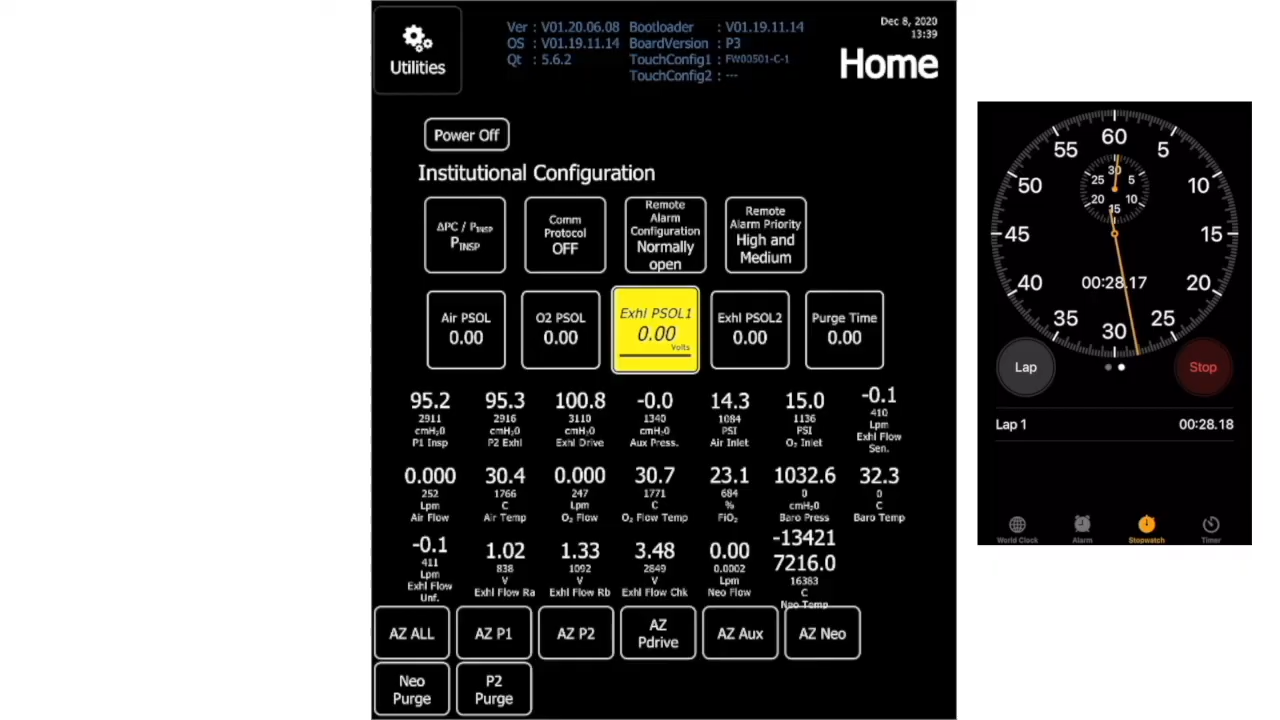 Utilities
Ver : V01.20.06.08 Bootloader : V01.19.11.14
OS : V01.19.11.14 BoardVersion : P3
Qt : 5.6.2 TouchConfig1 : FW00501-C-1
TouchConfig2 : ---
Dec 8, 2020
13:39
Home
Power Off
Institutional Configuration
ΔPC / PINSP
PINSP
Comm
Protocol
OFF
Remote
Alarm
Configuration
Normally
open
Remote
Alarm Priority
High and
Medium
Air PSOL
0.00
O2 PSOL
0.00
Exhl PSOL1
0.00
Volts
Exhl PSOL2
0.00
Purge Time
0.00
95.2
2911
cmH₂0
P1 Insp
95.3
2916
cmH₂0
P2 Exhl
100.8
3110
cmH₂0
Exhl Drive
-0.0
1340
cmH₂0
Aux Press.
14.3
1084
PSI
Air Inlet
15.0
1136
PSI
O₂ Inlet
-0.1
410
Lpm
Exhl Flow
Sen.
0.000
252
Lpm
Air Flow
30.4
1766
C
Air Temp
0.000
247
Lpm
O₂ Flow
30.7
1771
C
O₂ Flow Temp
23.1
684
%
FiO₂
1032.6
0
cmH₂0
Baro Press
32.3
0
C
Baro Temp
-0.1
411
Lpm
Exhl Flow
Unf.
1.02
838
V
Exhl Flow Ra
1.33
1092
V
Exhl Flow Rb
3.48
2849
V
Exhl Flow Chk
0.00
0.0002
Lpm
Neo Flow
-13421
7216.0
16383
C
Neo Temp
AZ ALL
AZ P1
AZ P2
AZ
Pdrive
AZ Aux
AZ Neo
Neo
Purge
P2
Purge
60
55 5
50 10
45 15
40 20
35 25
30
30
25 5
20 10
15
00:28.17
Lap
Stop
Lap 1 00:28.18
World Clock Alarm Stopwatch Timer